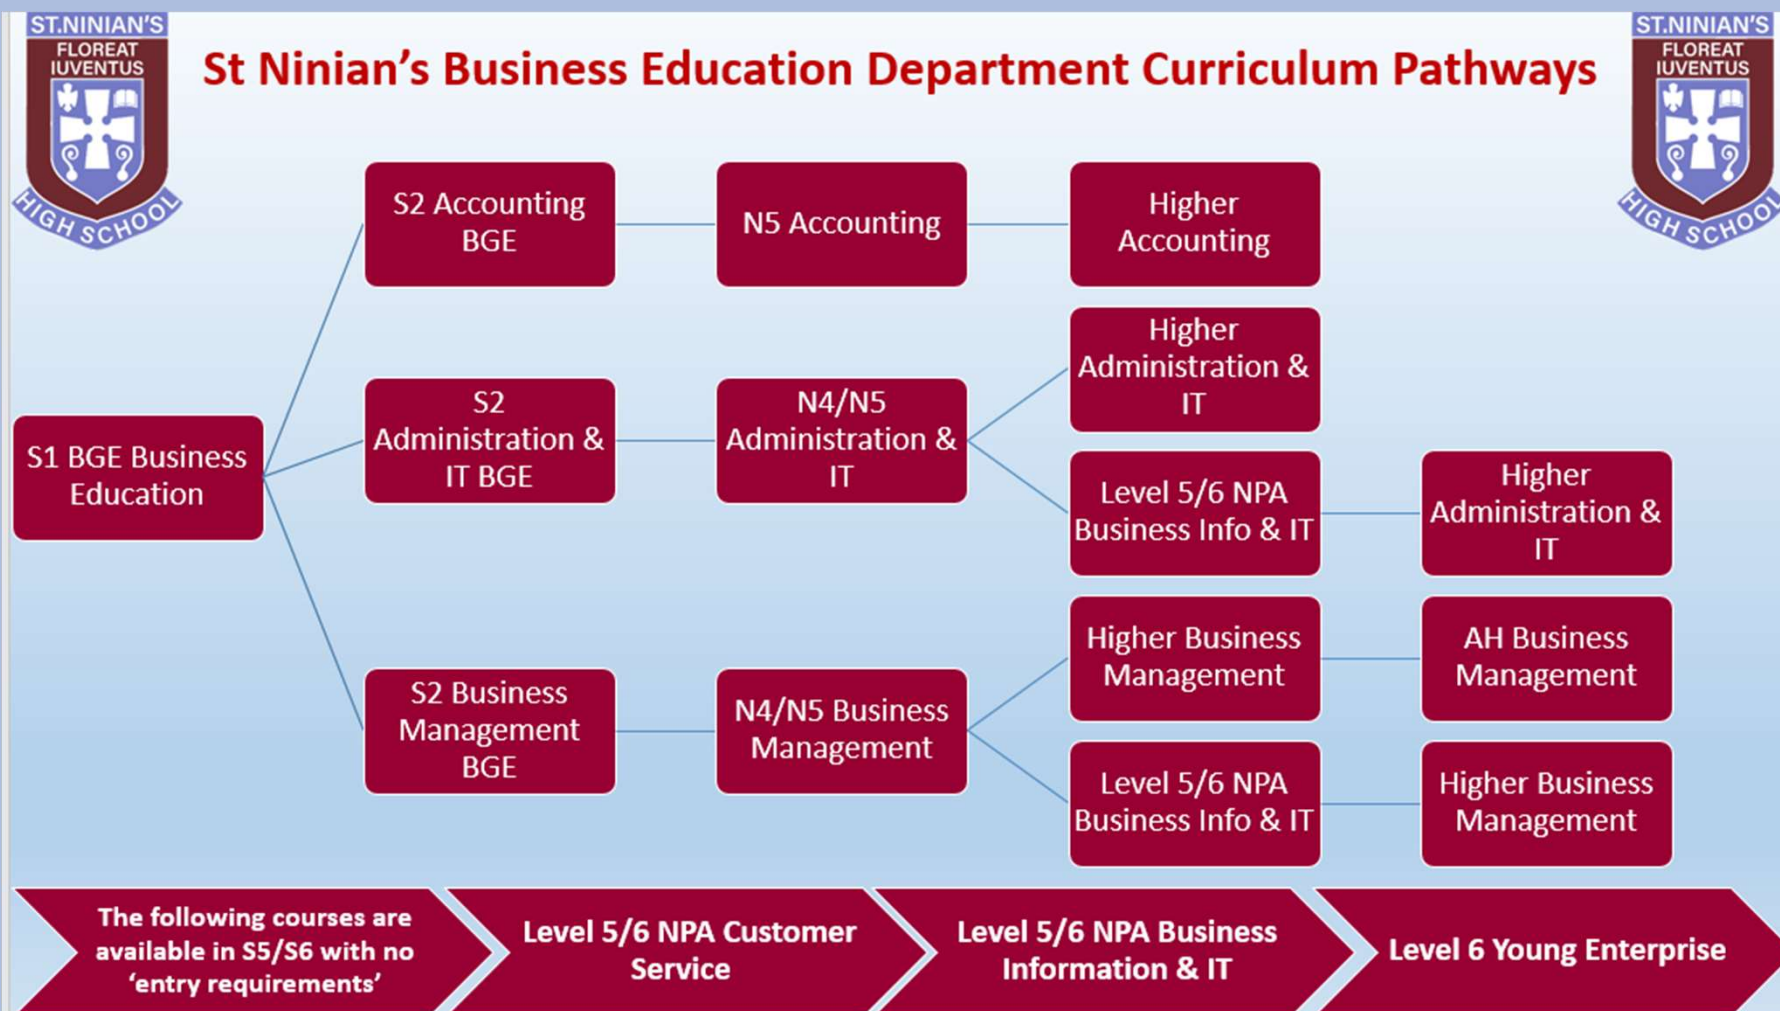 ST.NINIAN'S
FLOREAT
IUVENTUS
HIGH SCHOOL
St Ninian's Business Education Department Curriculum Pathways
ST.NINIAN'S
FLOREAT
IUVENTUS
HIGH SCHOOL
S1 BGE Business
Education
S2 Accounting
BGE
N5 Accounting
Higher
Accounting
S2
Administration &
IT BGE
N4/N5
Administration &
IT
Higher
Administration &
IT
Level 5/6 NPA
Business Info & IT
Higher
Administration &
IT
S2 Business
Management
BGE
N4/N5 Business
Management
Higher Business
Management
AH Business
Management
Level 5/6 NPA
Business Info & IT
Higher Business
Management
The following courses are
available in S5/S6 with no
'entry requirements'
Level 5/6 NPA Customer
Service
Level 5/6 NPA Business
Information & IT
Level 6 Young Enterprise